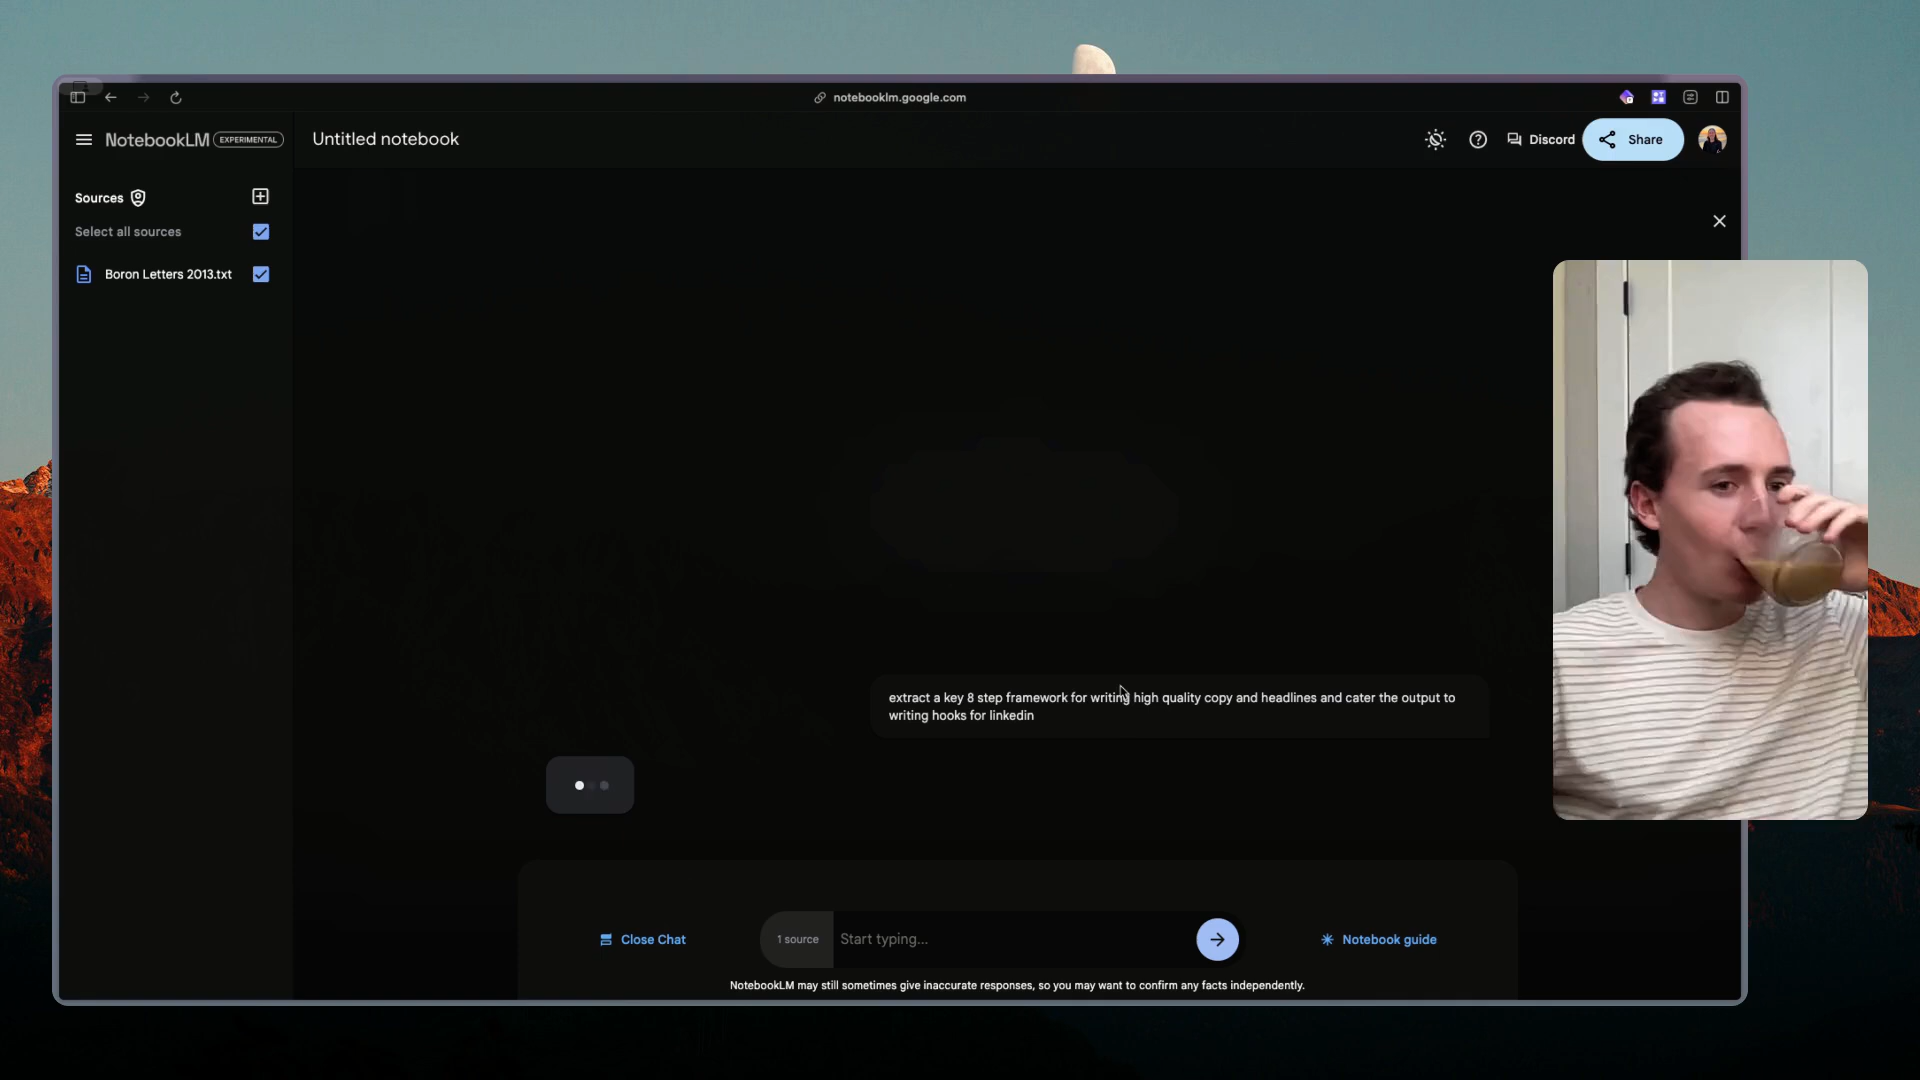 notebooklm.google.com
NotebookLM EXPERIMENTAL
Untitled notebook
Discord
Share
Sources
Select all sources
Boron Letters 2013.txt
extract a key 8 step framework for writing high quality copy and headlines and cater the output to
writing hooks for linkedin
Close Chat
1 source
Start typing...
Notebook guide
NotebookLM may still sometimes give inaccurate responses, so you may want to confirm any facts independently.